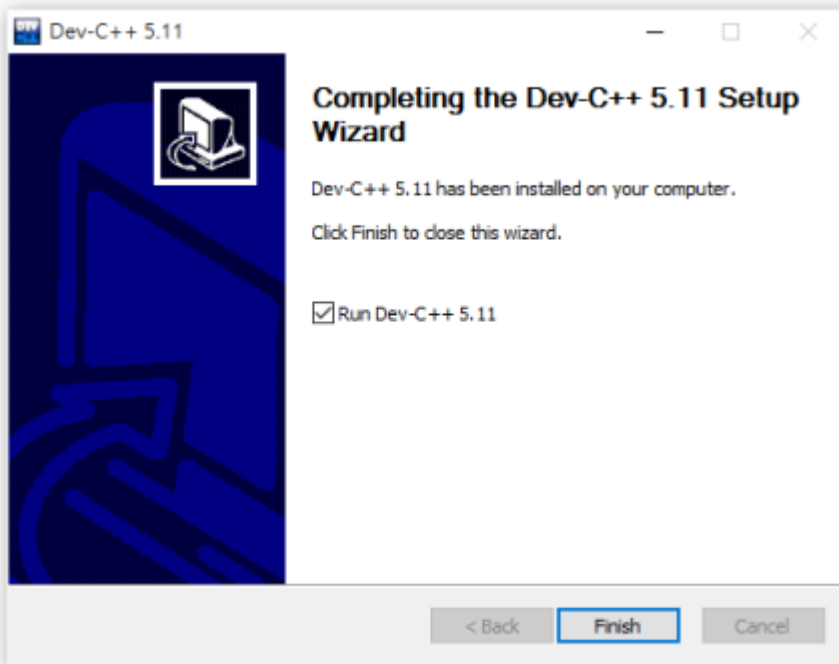 Dev-C++ 5.11
Completing the Dev-C++ 5.11 Setup
Wizard
Dev-C++ 5.11 has been installed on your computer.
Click Finish to close this wizard.
Run Dev-C++ 5.11
< Back
Finish
Cancel